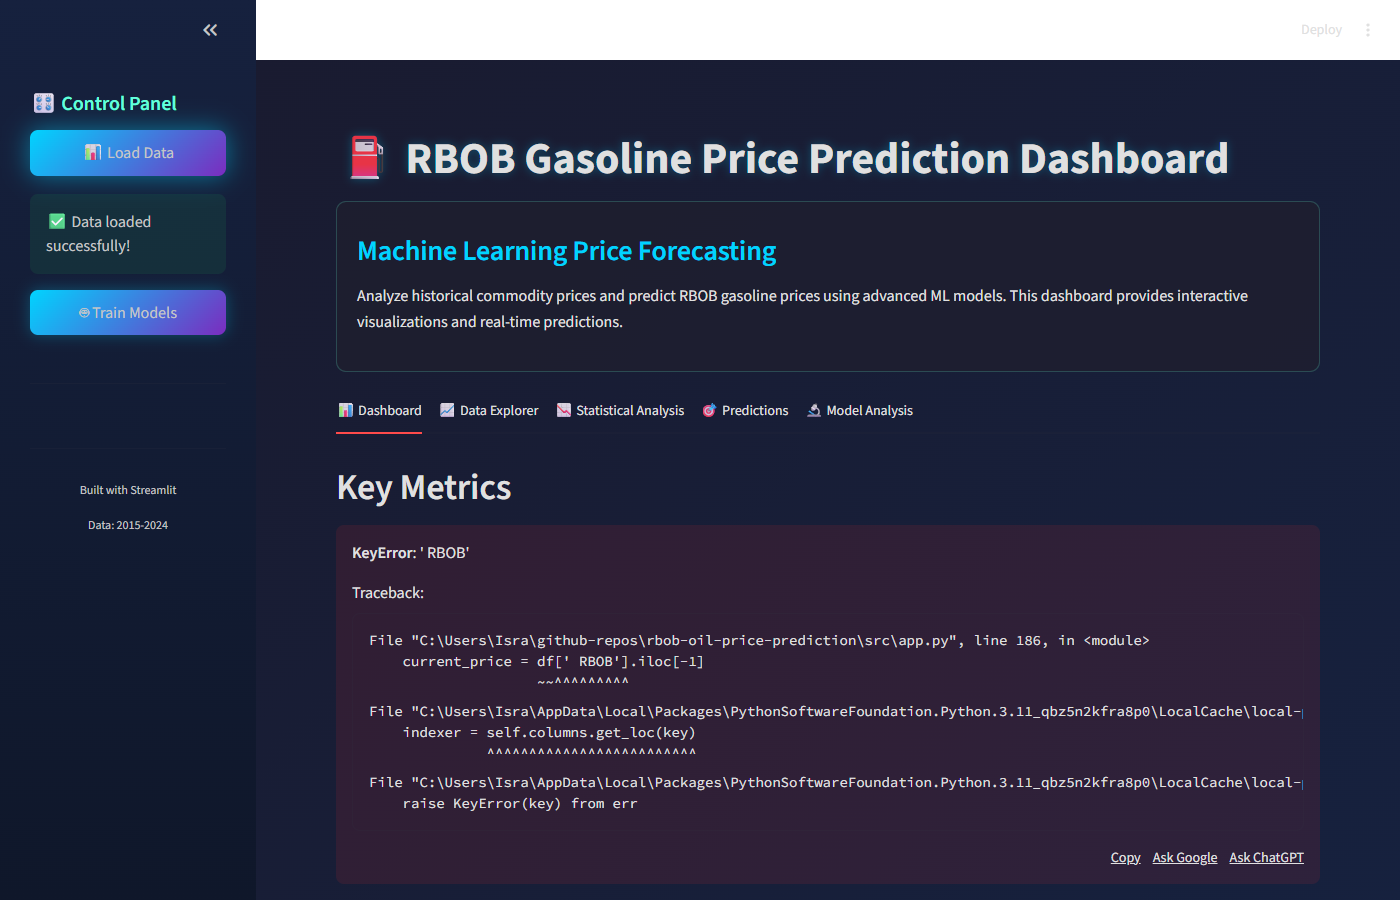 Deploy
Control Panel
Load Data
Data loaded
successfully!
Train Models
Built with Streamlit
Data: 2015-2024
RBOB Gasoline Price Prediction Dashboard
Machine Learning Price Forecasting
Analyze historical commodity prices and predict RBOB gasoline prices using advanced ML models. This dashboard provides interactive
visualizations and real-time predictions.
Dashboard Data Explorer Statistical Analysis Predictions Model Analysis
Key Metrics
KeyError: ' RBOB'
Traceback:
File "C:\Users\Isra\github-repos\rbob-oil-price-prediction\src\app.py", line 186, in <module>
current_price = df[' RBOB'].iloc[-1]
~~^^^^^^^^^
File "C:\Users\Isra\AppData\Local\Packages\PythonSoftwareFoundation.Python.3.11_qbz5n2kfra8p0\LocalCache\local-
indexer = self.columns.get_loc(key)
^^^^^^^^^^^^^^^^^^^^^^^^^
File "C:\Users\Isra\AppData\Local\Packages\PythonSoftwareFoundation.Python.3.11_qbz5n2kfra8p0\LocalCache\local-
raise KeyError(key) from err
Copy Ask Google Ask ChatGPT